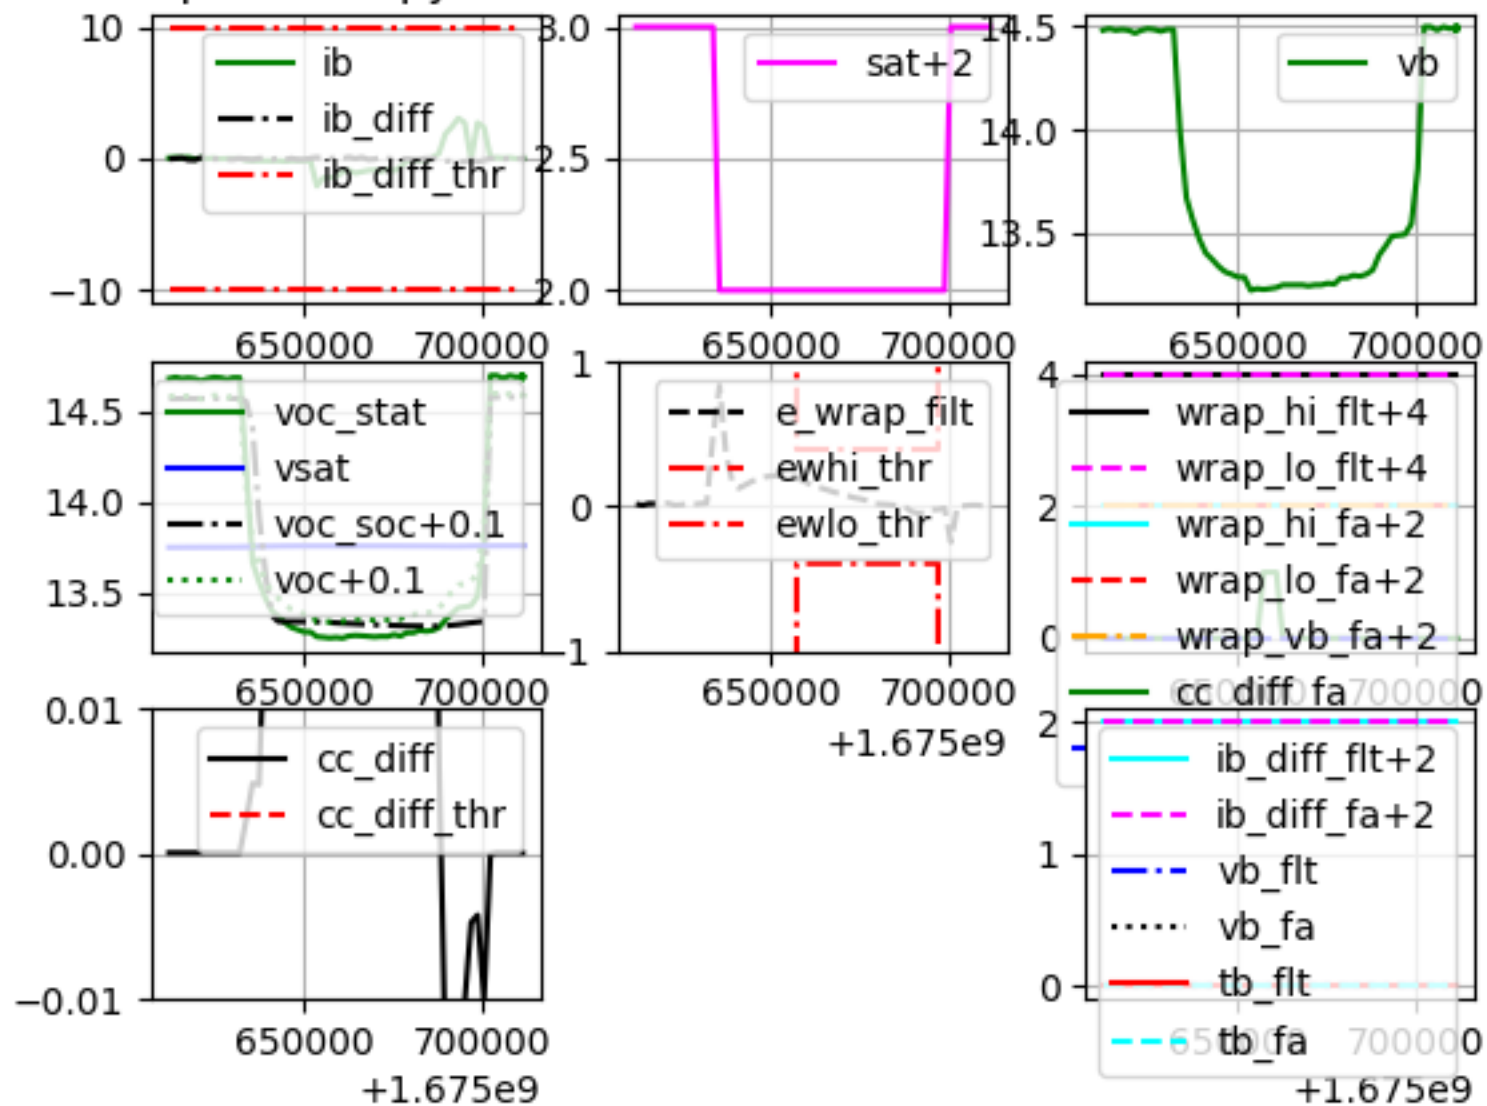 10
0
−10
ib
ib_diff
ib_diff_thr
650000 700000
3.0
2.5
2.0
sat+2
650000 700000
14.5
14.0
13.5
vb
650000 700000
14.5
14.0
13.5
voc_stat
vsat
voc_soc+0.1
voc+0.1
650000 700000
1
0
−1
e_wrap_filt
ewhi_thr
ewlo_thr
650000 700000
+1.675e9
4
2
0
wrap_hi_flt+4
wrap_lo_flt+4
wrap_hi_fa+2
wrap_lo_fa+2
wrap_vb_fa+2
cc_diff_fa
650000 700000
0.01
0.00
−0.01
cc_diff
cc_diff_thr
650000 700000
+1.675e9
2
1
0
ib_diff_flt+2
ib_diff_fa+2
vb_flt
vb_fa
tb_flt
tb_fa
650000 700000
+1.675e9